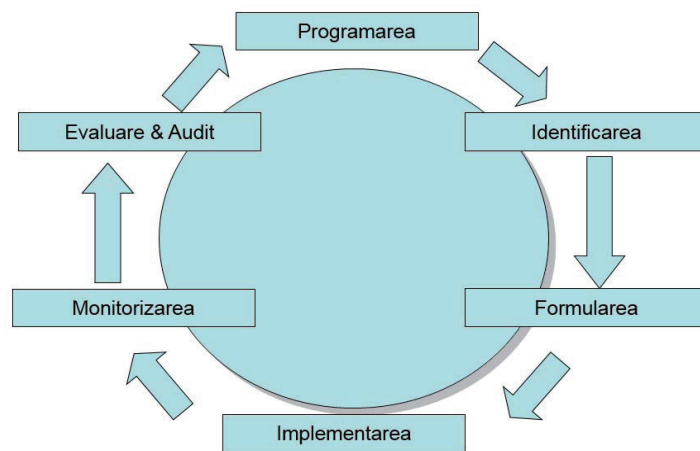 Programarea
Identificarea
Formularea
Implementarea
Monitorizarea
Evaluare & Audit